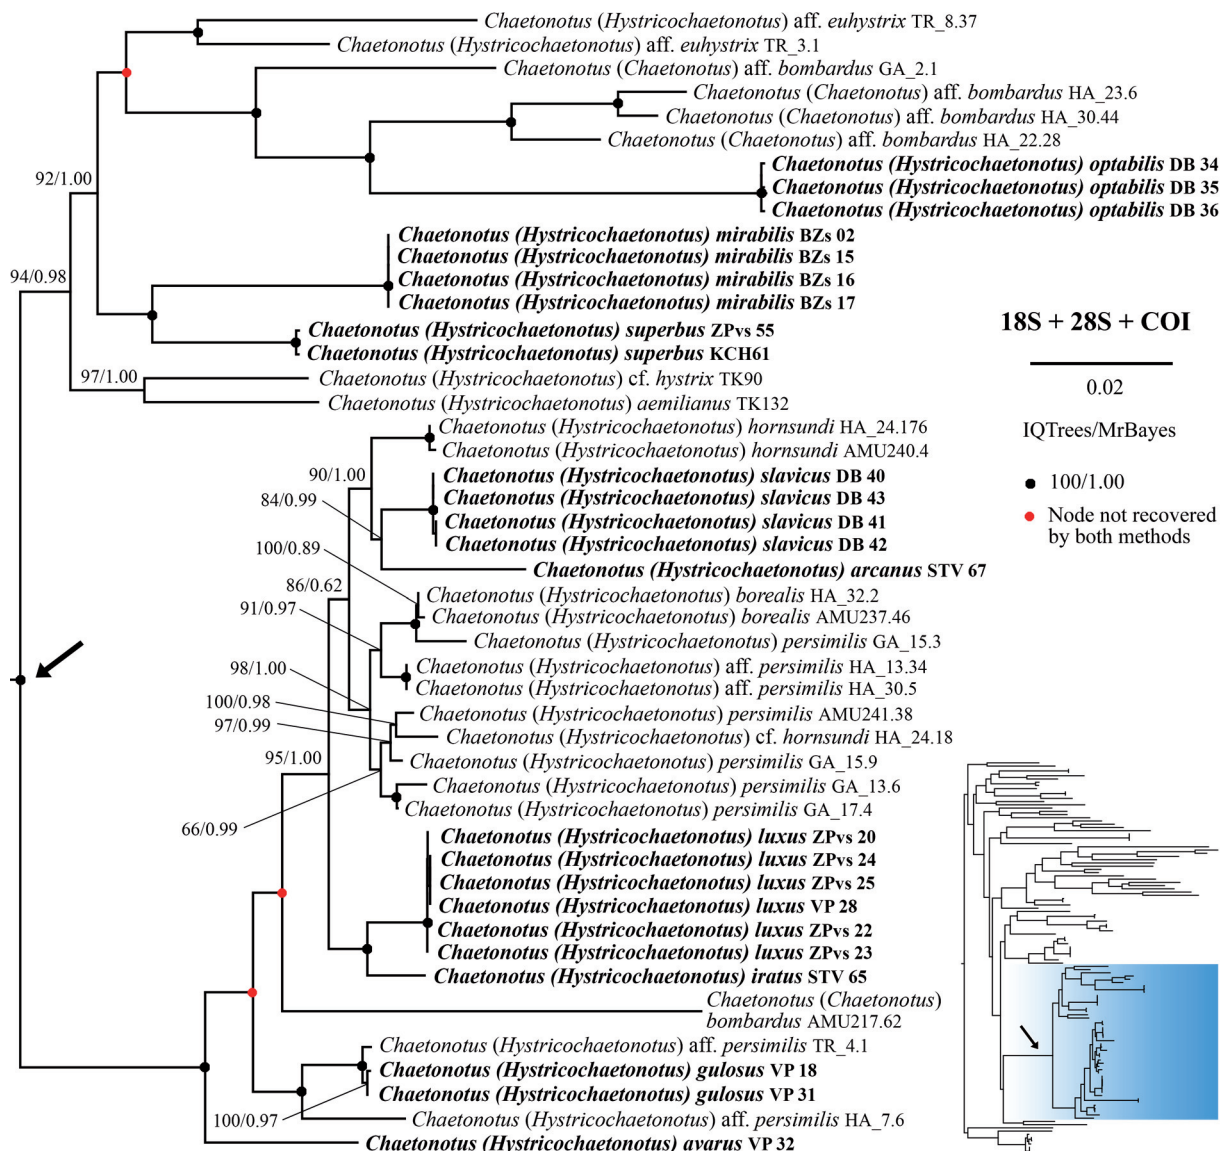 Chaetonotus (Hystricochaetonotus) aff. euhystrix TR_8.37
Chaetonotus (Hystricochaetonotus) aff. euhystrix TR_3.1
Chaetonotus (Chaetonotus) aff. bombardus GA_2.1
Chaetonotus (Chaetonotus) aff. bombardus HA_23.6
Chaetonotus (Chaetonotus) aff. bombardus HA_30.44
Chaetonotus (Chaetonotus) aff. bombardus HA_22.28
Chaetonotus (Hystricochaetonotus) optabilis DB 34
92/1.00
Chaetonotus (Hystricochaetonotus) optabilis DB 35
Chaetonotus (Hystricochaetonotus) optabilis DB 36
Chaetonotus (Hystricochaetonotus) mirabilis BZs 02
Chaetonotus (Hystricochaetonotus) mirabilis BZs 15
94/0.98
Chaetonotus (Hystricochaetonotus) mirabilis BZs 16
Chaetonotus (Hystricochaetonotus) mirabilis BZs 17
Chaetonotus (Hystricochaetonotus) superbus ZPvs 55
Chaetonotus (Hystricochaetonotus) superbus KCH61
97/1.00
Chaetonotus (Hystricochaetonotus) cf. hystrix TK90
Chaetonotus (Hystricochaetonotus) aemilianus TK132
18S + 28S + COI
0.02
IQTrees/MrBayes
100/1.00
Node not recovered
by both methods
Chaetonotus (Hystricochaetonotus) hornsundi HA_24.176
Chaetonotus (Hystricochaetonotus) hornsundi AMU240.4
90/1.00
Chaetonotus (Hystricochaetonotus) slavicus DB 40
84/0.99
Chaetonotus (Hystricochaetonotus) slavicus DB 43
Chaetonotus (Hystricochaetonotus) slavicus DB 41
Chaetonotus (Hystricochaetonotus) slavicus DB 42
100/0.89
Chaetonotus (Hystricochaetonotus) arcanus STV 67
86/0.62
Chaetonotus (Hystricochaetonotus) borealis HA_32.2
91/0.97
Chaetonotus (Hystricochaetonotus) borealis AMU237.46
Chaetonotus (Hystricochaetonotus) persimilis GA_15.3
98/1.00
Chaetonotus (Hystricochaetonotus) aff. persimilis HA_13.34
Chaetonotus (Hystricochaetonotus) aff. persimilis HA_30.5
100/0.98
Chaetonotus (Hystricochaetonotus) persimilis AMU241.38
97/0.99
Chaetonotus (Hystricochaetonotus) cf. hornsundi HA_24.18
95/1.00
Chaetonotus (Hystricochaetonotus) persimilis GA_15.9
Chaetonotus (Hystricochaetonotus) persimilis GA_13.6
Chaetonotus (Hystricochaetonotus) persimilis GA_17.4
66/0.99
Chaetonotus (Hystricochaetonotus) luxus ZPvs 20
Chaetonotus (Hystricochaetonotus) luxus ZPvs 24
Chaetonotus (Hystricochaetonotus) luxus ZPvs 25
Chaetonotus (Hystricochaetonotus) luxus VP 28
Chaetonotus (Hystricochaetonotus) luxus ZPvs 22
Chaetonotus (Hystricochaetonotus) luxus ZPvs 23
Chaetonotus (Hystricochaetonotus) iratus STV 65
Chaetonotus (Chaetonotus)
bombardus AMU217.62
Chaetonotus (Hystricochaetonotus) aff. persimilis TR_4.1
Chaetonotus (Hystricochaetonotus) gulosus VP 18
Chaetonotus (Hystricochaetonotus) gulosus VP 31
100/0.97
Chaetonotus (Hystricochaetonotus) aff. persimilis HA_7.6
Chaetonotus (Hystricochaetonotus) avarus VP 32